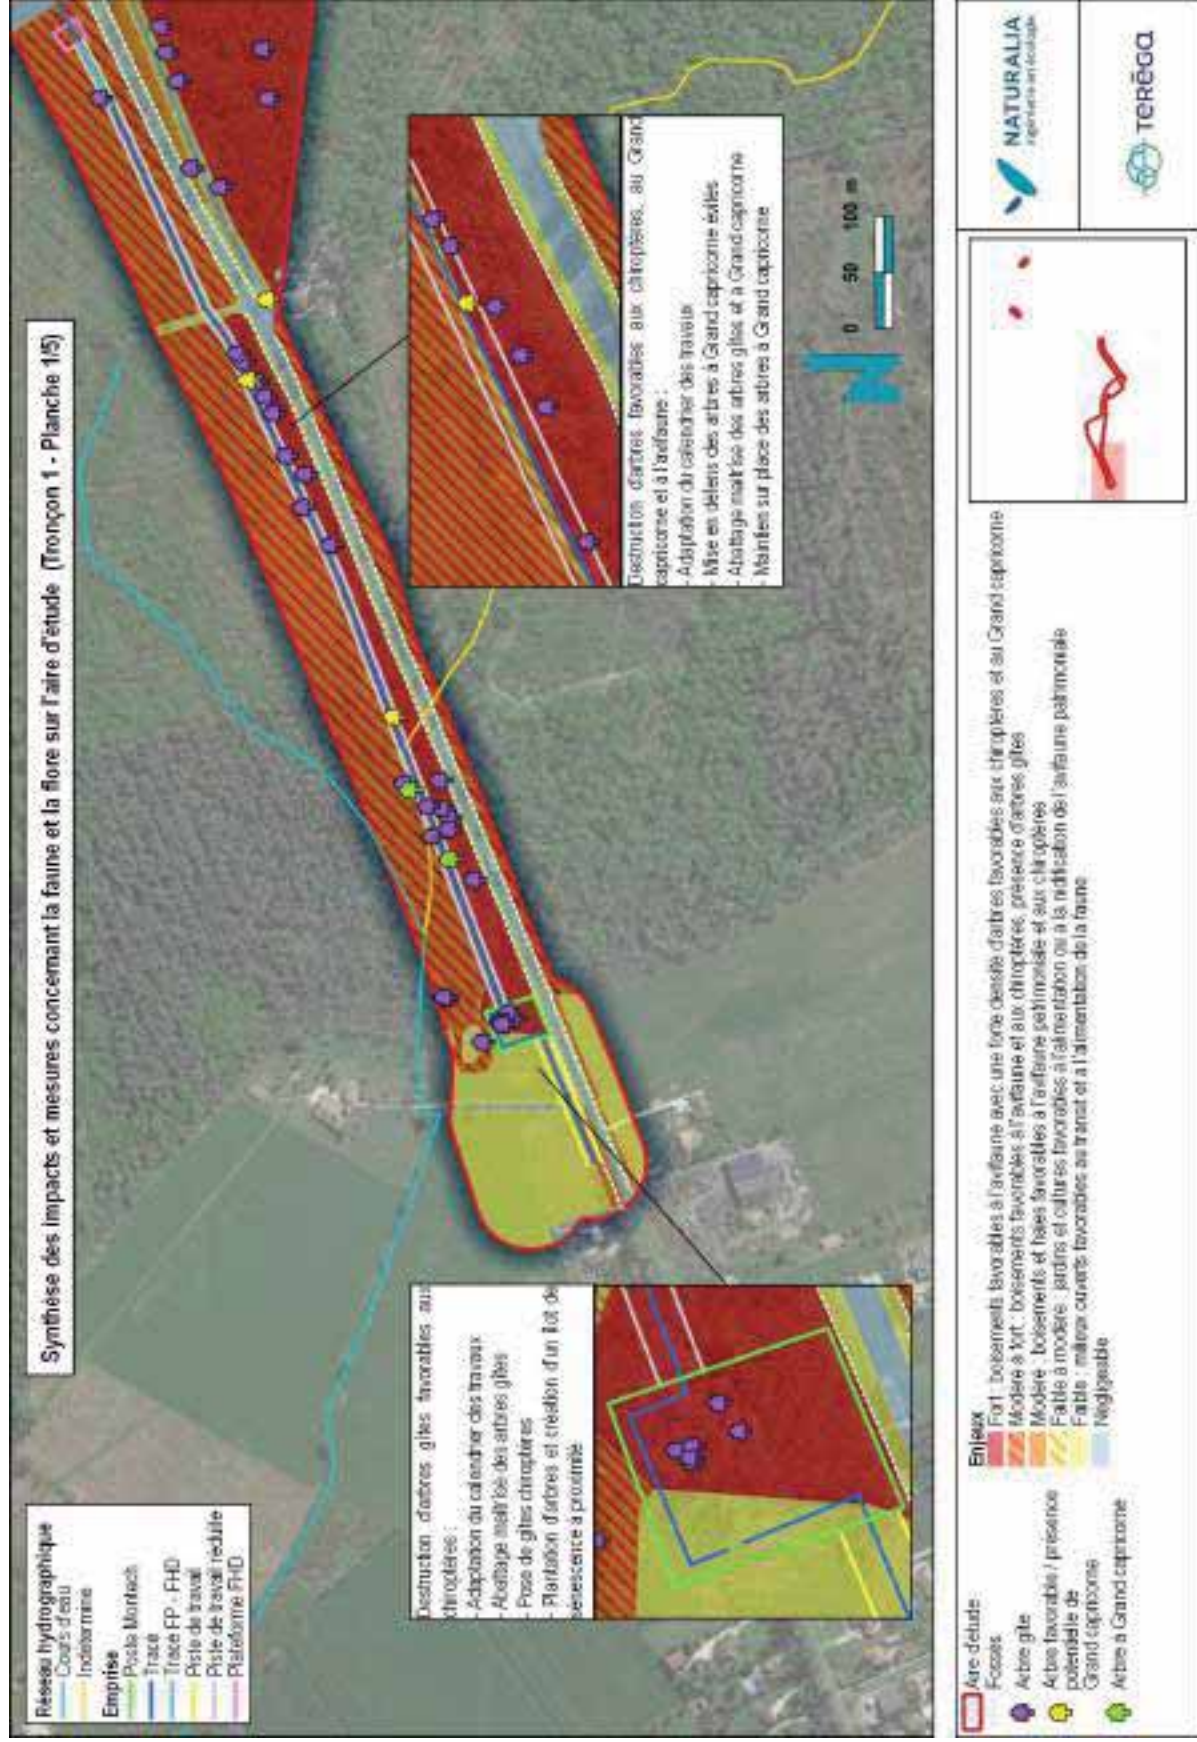 Synthèse des impacts et mesures concernant la faune et la flore sur l'aire d'étude (Tronçon 1 - Planche 1/5)
Réseau hydrographique
Cours d'eau
Indéterminé
Emprise
Poste Montech
Tracé
Tracé FP - FHD
Piste de travail
Piste de travail réduite
Plateforme FHD
Destruction d'arbres gîtes favorables aux
chiroptères :
- Adaptation du calendrier des travaux
- Abattage maîtrisé des arbres gîtes
- Pose de gîtes chiroptères
- Plantation d'arbres et création d'un îlot de
senescence à proximité
Destruction d'arbres favorables aux chiroptères, au Grand
capricorne et à l'avifaune :
- Adaptation du calendrier des travaux
- Mise en défens des arbres à Grand capricorne évités
- Abattage maîtrisé des arbres gîtes et à Grand capricorne
- Maintien sur place des arbres à Grand capricorne
N
0 50 100 m
Aire d'étude
Fossés
Arbre gîte
Arbre favorable / présence
potentielle de
Grand capricorne
Arbre à Grand capricorne
Enjeux
Fort : boisements favorables à l'avifaune avec une forte densité d'arbres favorables aux chiroptères et au Grand capricorne
Modéré à fort : boisements favorables à l'avifaune et aux chiroptères, présence d'arbres gîtes
Modéré : boisements et haies favorables à l'avifaune patrimoniale et aux chiroptères
Faible à modéré : jardins et cultures favorables à l'alimentation ou à la nidification de l'avifaune patrimoniale
Faible : milieux ouverts favorables au transit et à l'alimentation de la faune
Négligeable
NATURALIA
Ingénierie en écologie
TERÉGA